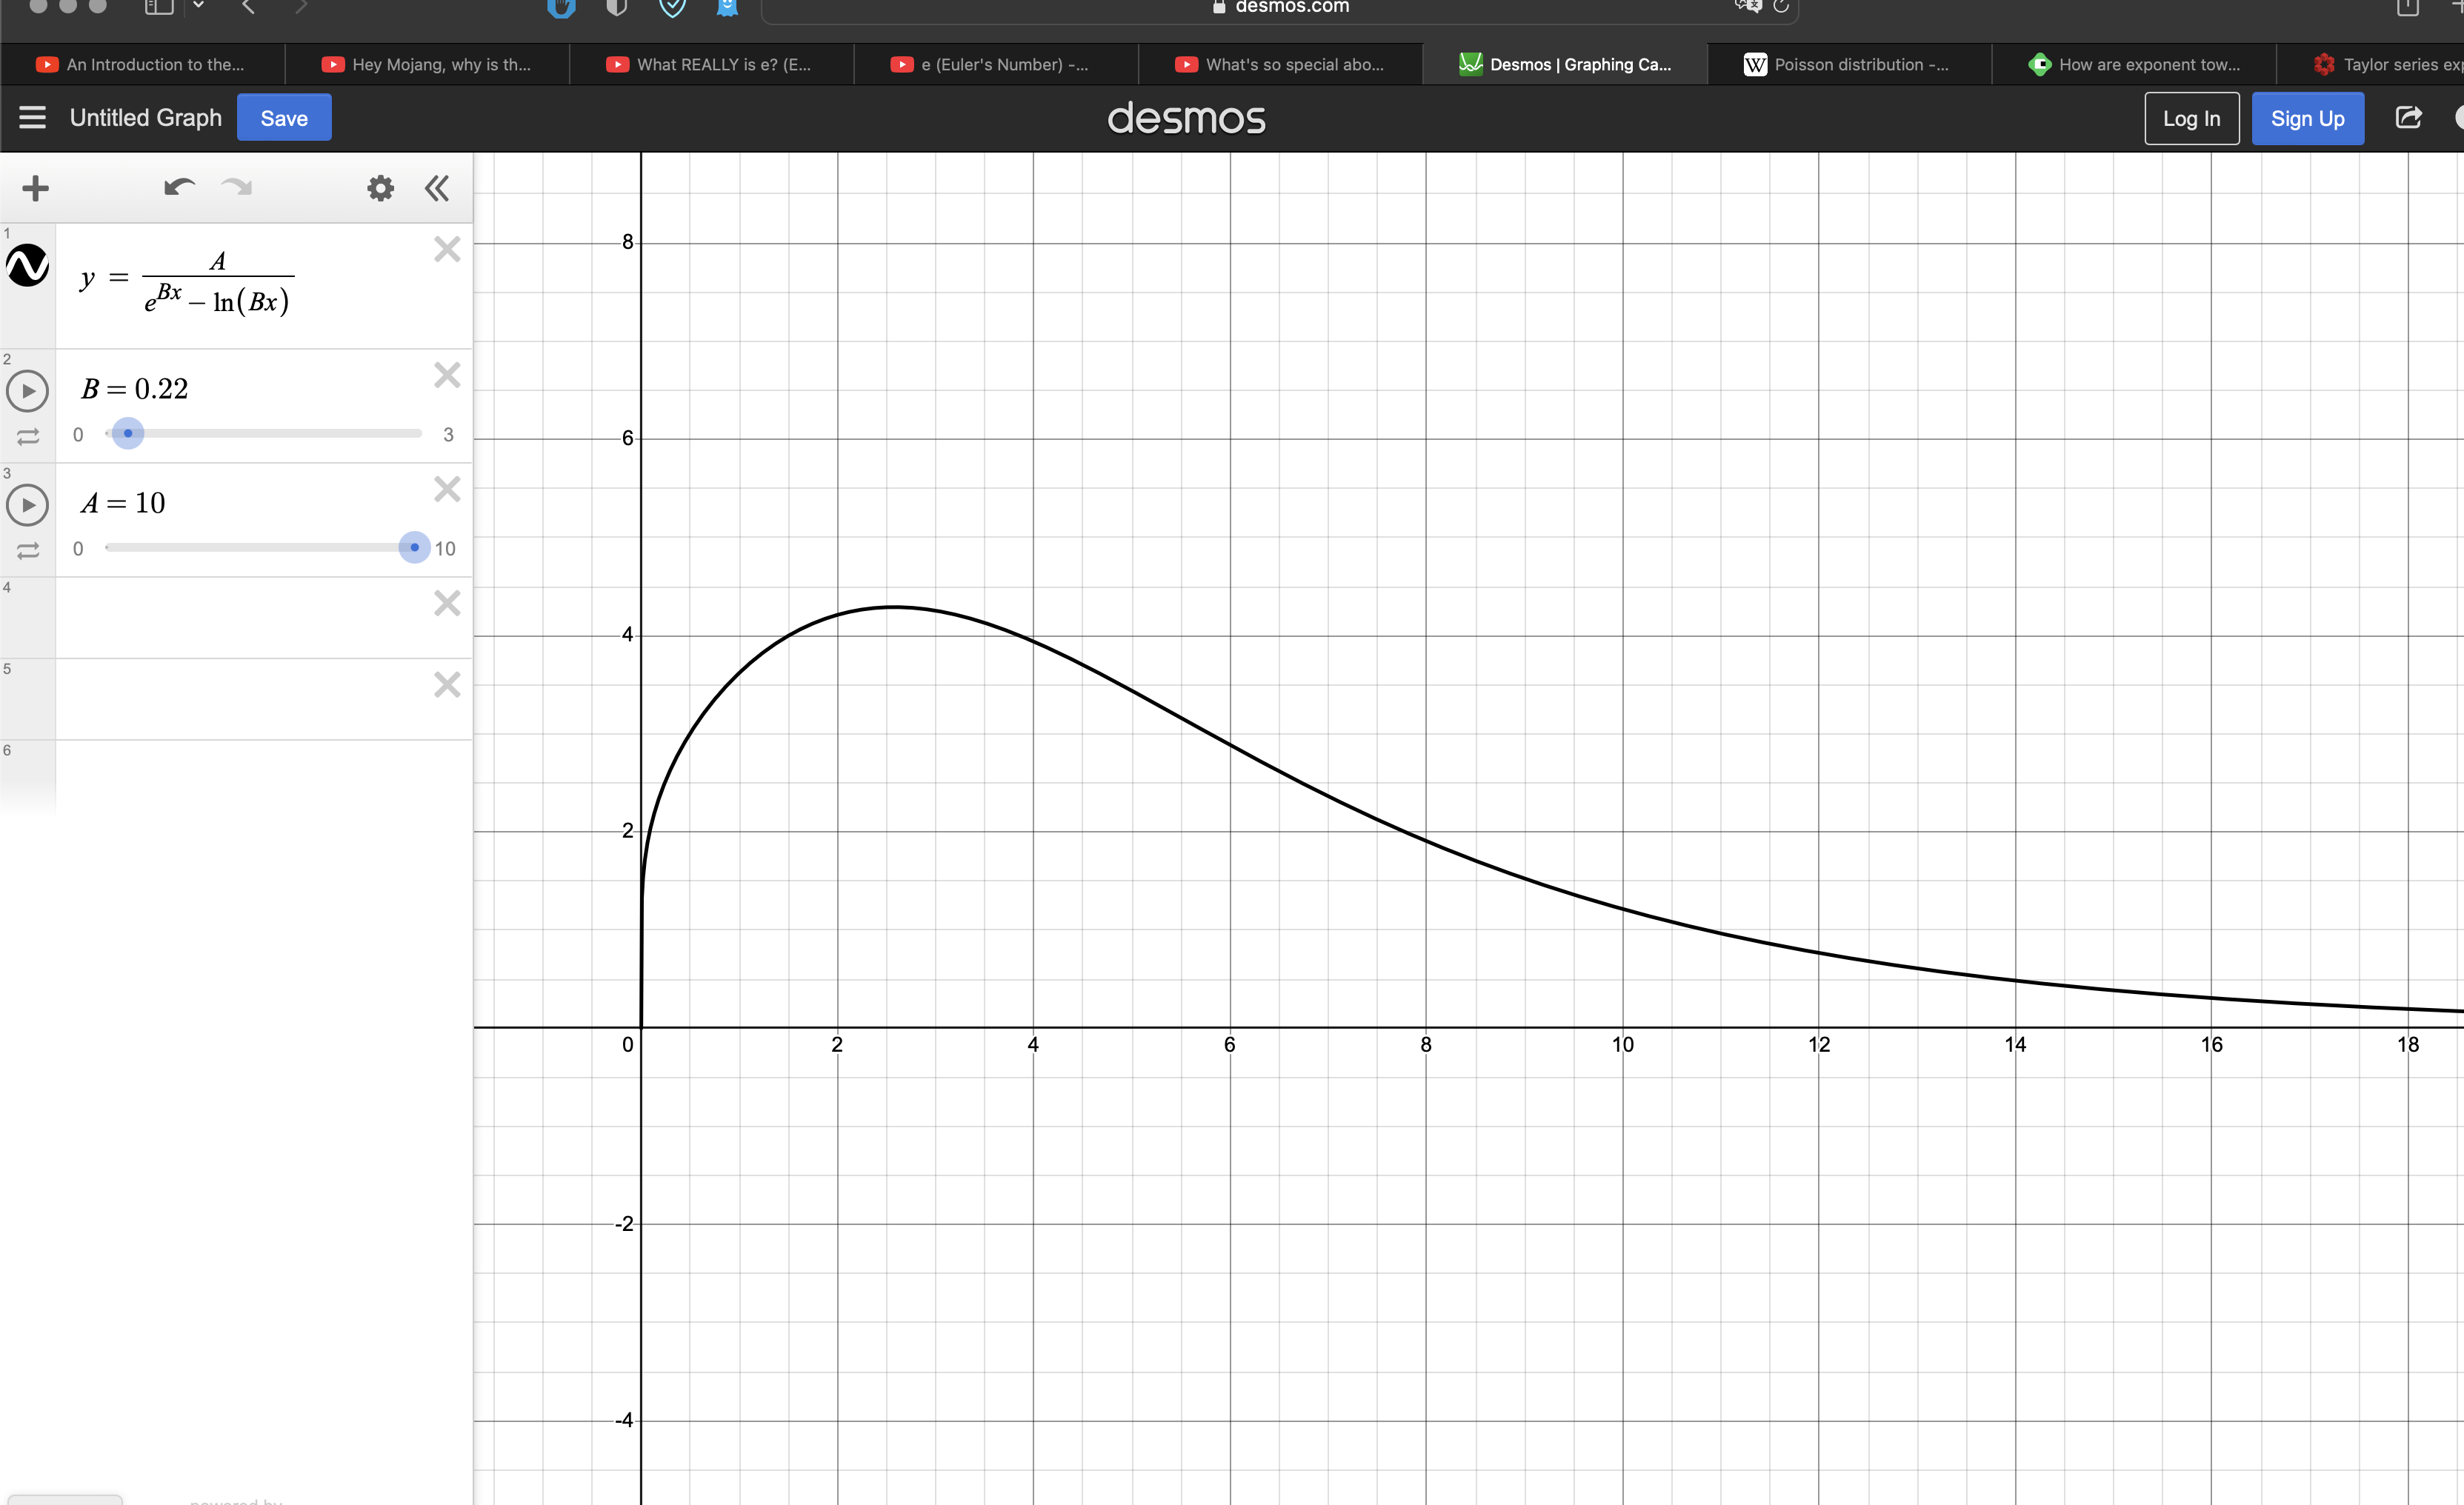 desmos.com
An Introduction to the...
Hey Mojang, why is th...
What REALLY is e? (E...
e (Euler's Number) -...
What's so special abo...
Desmos | Graphing Ca...
W Poisson distribution -...
How are exponent tow...
Taylor series exp
Untitled Graph
Save
desmos
Log In
Sign Up
1
y = A / (e^{Bx} − ln(Bx))
2
B = 0.22
0 3
3
A = 10
0 10
4
5
6
8
6
4
2
0 2 4 6 8 10 12 14 16 18
-2
-4
powered by